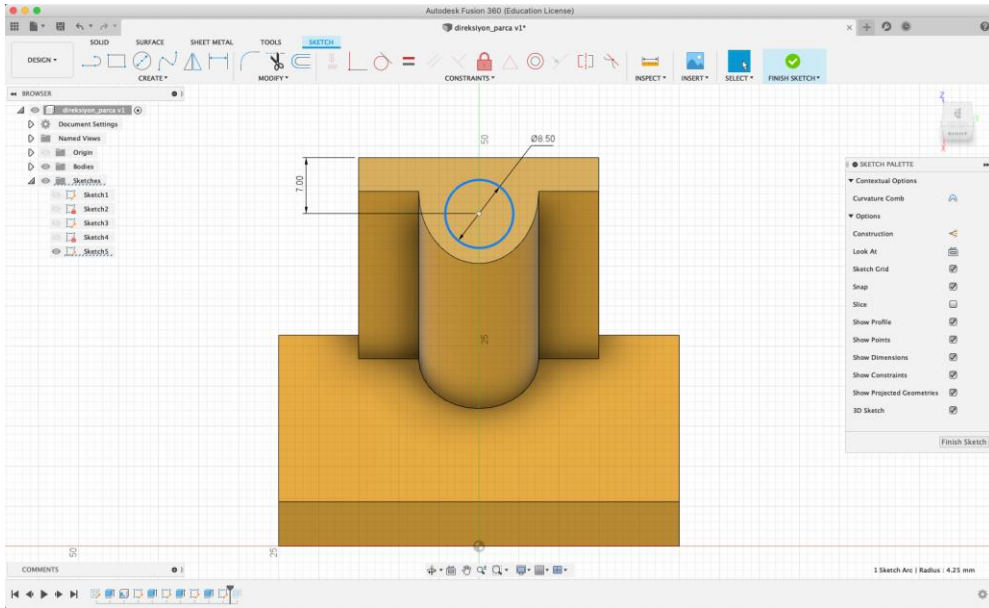 Autodesk Fusion 360 (Education License)
direksiyon_parca v1*
SOLID SURFACE SHEET METAL TOOLS SKETCH
DESIGN
CREATE MODIFY CONSTRAINTS INSPECT INSERT SELECT FINISH SKETCH
BROWSER
direksiyon_parca v1
Document Settings
Named Views
Origin
Bodies
Sketches
Sketch1
Sketch2
Sketch3
Sketch4
Sketch5
50
Ø8.50
7.00
25
50
25
Z
SKETCH PALETTE
Contextual Options
Curvature Comb
Options
Construction
Look At
Sketch Grid
Snap
Slice
Show Profile
Show Points
Show Dimensions
Show Constraints
Show Projected Geometries
3D Sketch
Finish Sketch
COMMENTS
1 Sketch Arc | Radius : 4.25 mm